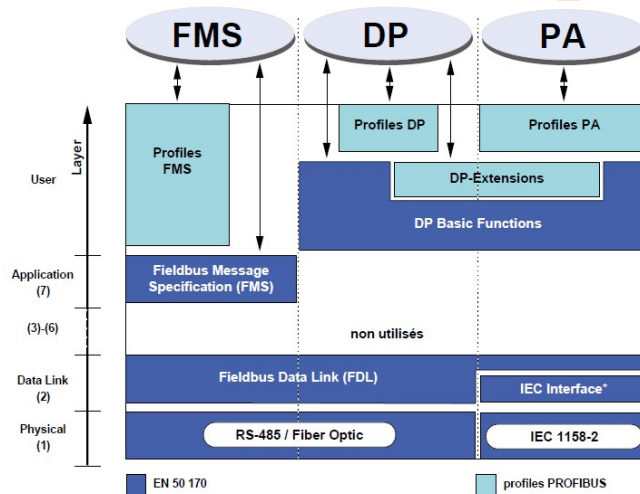 FMS
DP
PA
Layer
User
Profiles
FMS
Profiles DP
Profiles PA
DP-Extensions
DP Basic Functions
Application
(7)
Fieldbus Message
Specification (FMS)
(3)-(6)
non utilisés
Data Link
(2)
Fieldbus Data Link (FDL)
IEC Interface*
Physical
(1)
RS-485 / Fiber Optic
IEC 1158-2
EN 50 170
profiles PROFIBUS